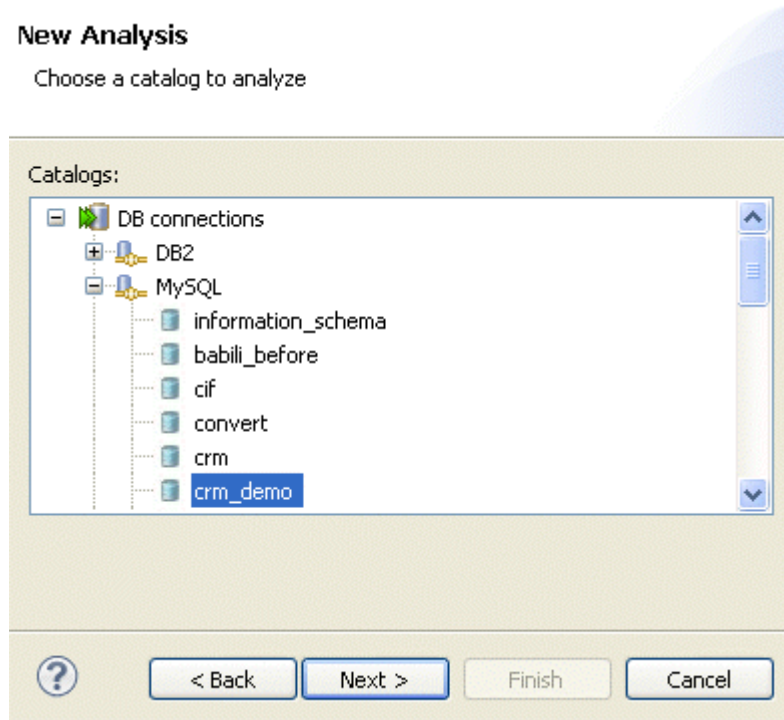 New Analysis
Choose a catalog to analyze
Catalogs:
DB connections
DB2
MySQL
information_schema
babili_before
cif
convert
crm
crm_demo
? < Back Next > Finish Cancel